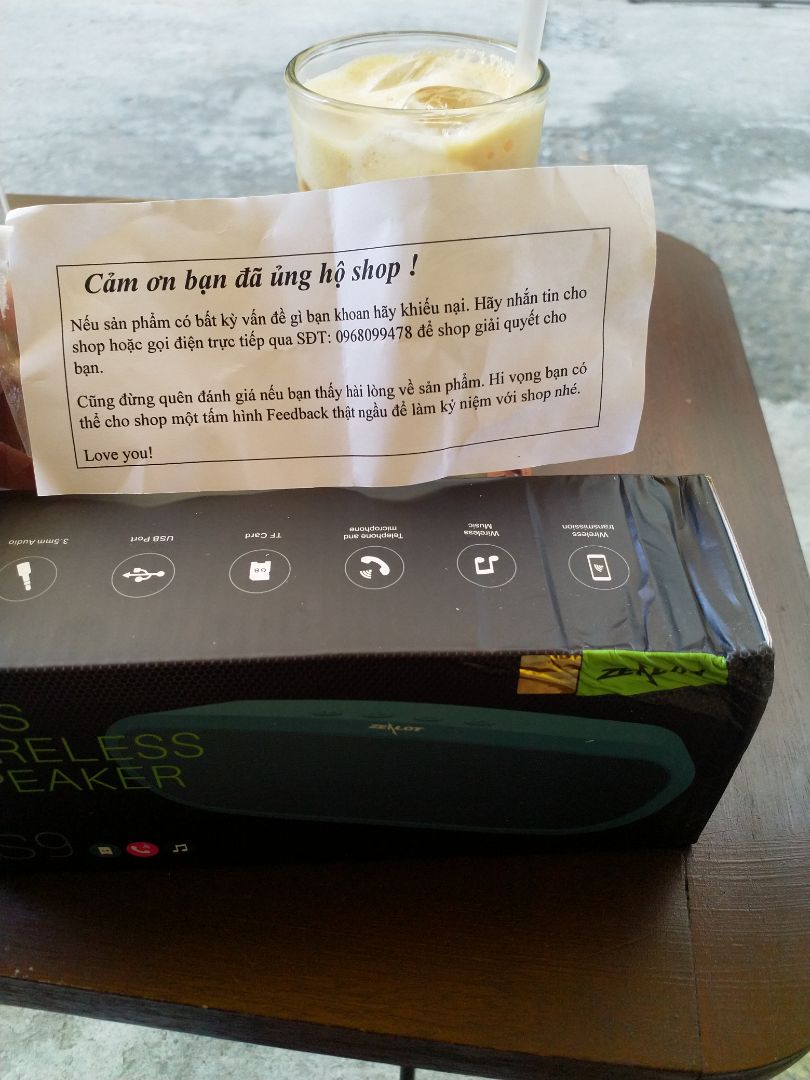 Cảm ơn bạn đã ủng hộ shop !
Nếu sản phẩm có bất kỳ vấn đề gì bạn khoan hãy khiếu nại. Hãy nhắn tin cho
shop hoặc gọi điện trực tiếp qua SĐT: 0968099478 để shop giải quyết cho
bạn.
Cũng đừng quên đánh giá nếu bạn thấy hài lòng về sản phẩm. Hi vọng bạn có
thể cho shop một tấm hình Feedback thật ngầu để làm kỷ niệm với shop nhé.
Love you!
3.5mm Audio
USB Port
TF Card
GB
Telephone and
microphone
Wireless
Music
Wireless
transmission
ZEALOT
ZEALOT
RELESS
PEAKER
S9